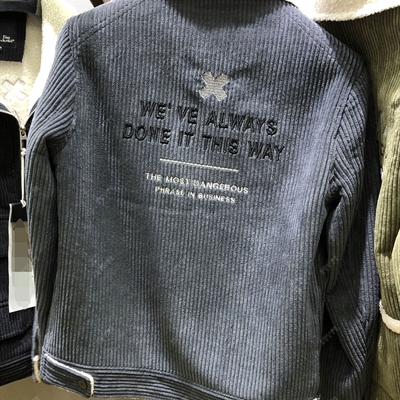 WE'VE ALWAYS
DONE IT THIS WAY
THE MOST DANGEROUS
PHRASE IN BUSINESS